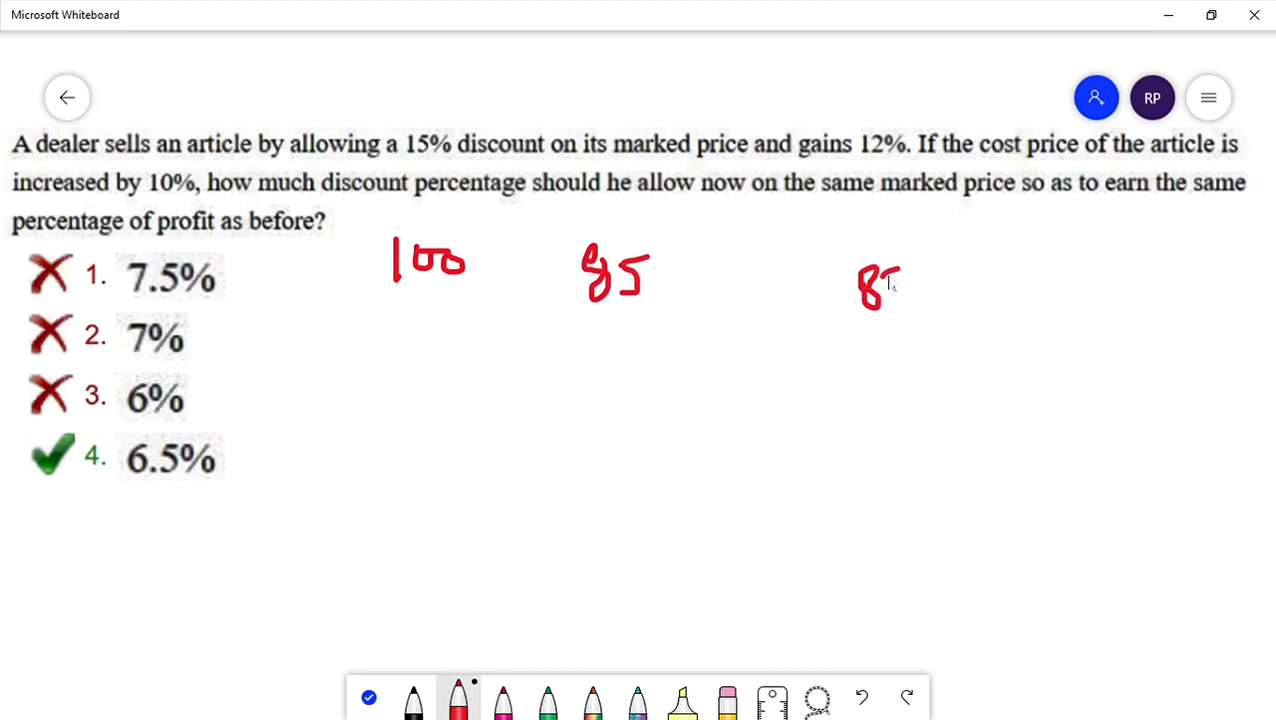 Microsoft Whiteboard
RP
A dealer sells an article by allowing a 15% discount on its marked price and gains 12%. If the cost price of the article is
increased by 10%, how much discount percentage should he allow now on the same marked price so as to earn the same
percentage of profit as before?
100 85 85
1. 7.5%
2. 7%
3. 6%
4. 6.5%